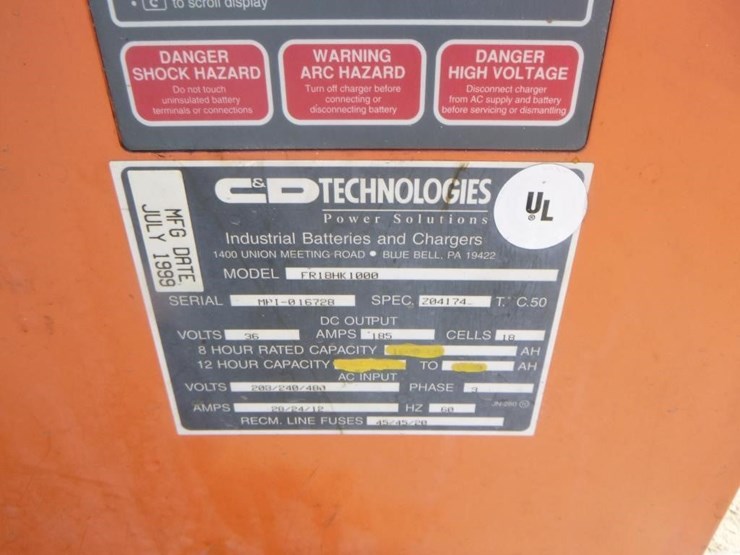 • C to scroll display
DANGER
SHOCK HAZARD
Do not touch
uninsulated battery
terminals or connections
WARNING
ARC HAZARD
Turn off charger before
connecting or
disconnecting battery
DANGER
HIGH VOLTAGE
Disconnect charger
from AC supply and battery
before servicing or dismantling
MFG DATE
JULY 1999
C&D TECHNOLOGIES
Power Solutions
UL
Industrial Batteries and Chargers
1400 UNION MEETING ROAD • BLUE BELL, PA 19422
MODEL FR18HK1000
SERIAL MP1-016728 SPEC. Z04174 T.° C.50
DC OUTPUT
VOLTS 36 AMPS 185 CELLS 18
8 HOUR RATED CAPACITY AH
12 HOUR CAPACITY TO AH
AC INPUT
VOLTS 208/240/480 PHASE 3
AMPS 28/24/12 HZ 60
RECM. LINE FUSES 45/45/20